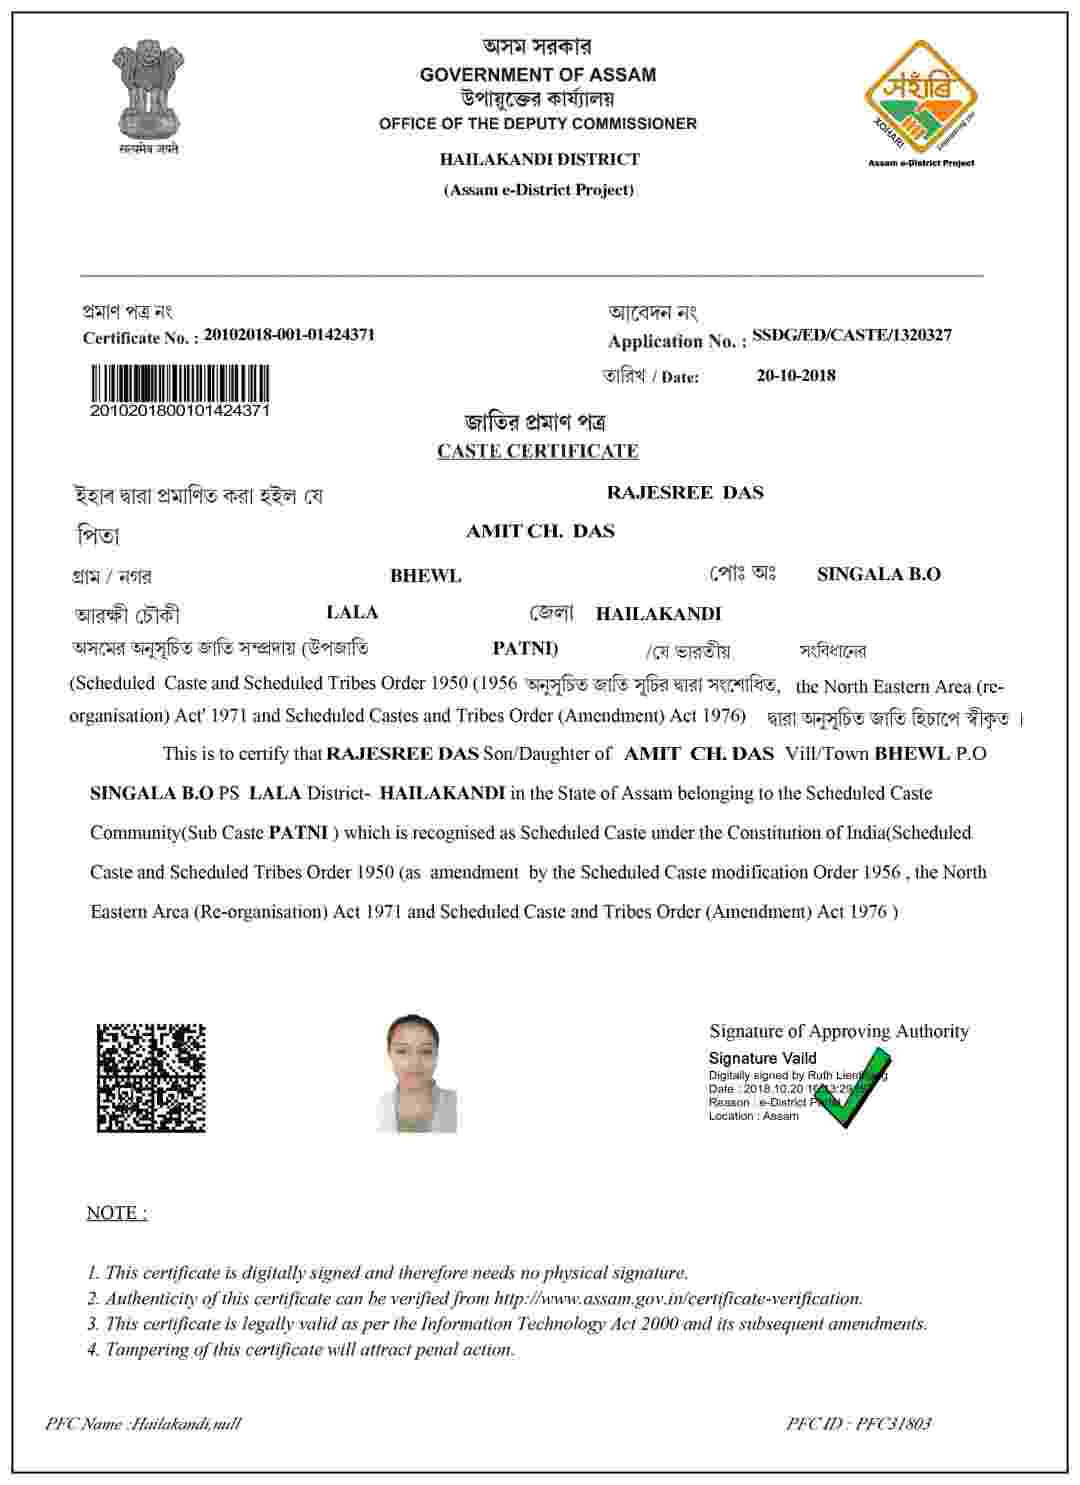 অসম সরকাৰ
GOVERNMENT OF ASSAM
উপায়ুক্তের কাৰ্য্যালয়
OFFICE OF THE DEPUTY COMMISSIONER
HAILAKANDI DISTRICT
(Assam e-District Project)
सत्यमेव जयते
সহাঁৰি
XOHARI
Assam e-District Project
প্ৰমাণ পত্ৰ নং
Certificate No. : 20102018-001-01424371
আবেদন নং
Application No. : SSDG/ED/CASTE/1320327
2010201800101424371
তারিখ / Date: 20-10-2018
জাতির প্রমাণ পত্র
CASTE CERTIFICATE
ইহাৰ দ্বারা প্রমাণিত করা হইল যে RAJESREE DAS
পিতা AMIT CH. DAS
গ্রাম / নগর BHEWL পোঃ অঃ SINGALA B.O
আরক্ষী চৌকী LALA জেলা HAILAKANDI
অসমের অনুসূচিত জাতি সম্প্রদায় (উপজাতি PATNI) /যে ভারতীয় সংবিধানের
(Scheduled Caste and Scheduled Tribes Order 1950 (1956 অনুসূচিত জাতি সূচির দ্বারা সংশোধিত, the North Eastern Area (re-
organisation) Act' 1971 and Scheduled Castes and Tribes Order (Amendment) Act 1976) দ্বারা অনুসূচিত জাতি হিচাপে স্বীকৃত ।
This is to certify that RAJESREE DAS Son/Daughter of AMIT CH. DAS Vill/Town BHEWL P.O
SINGALA B.O PS LALA District- HAILAKANDI in the State of Assam belonging to the Scheduled Caste
Community(Sub Caste PATNI ) which is recognised as Scheduled Caste under the Constitution of India(Scheduled
Caste and Scheduled Tribes Order 1950 (as amendment by the Scheduled Caste modification Order 1956 , the North
Eastern Area (Re-organisation) Act 1971 and Scheduled Caste and Tribes Order (Amendment) Act 1976 )
Signature of Approving Authority
Signature Vaild
Digitally signed by Ruth
Date : 2018.10.20
Reason : e-District
Location : Assam
NOTE :
1. This certificate is digitally signed and therefore needs no physical signature.
2. Authenticity of this certificate can be verified from http://www.assam.gov.in/certificate-verification.
3. This certificate is legally valid as per the Information Technology Act 2000 and its subsequent amendments.
4. Tampering of this certificate will attract penal action.
PFC Name :Hailakandi,null
PFC ID : PFC31803